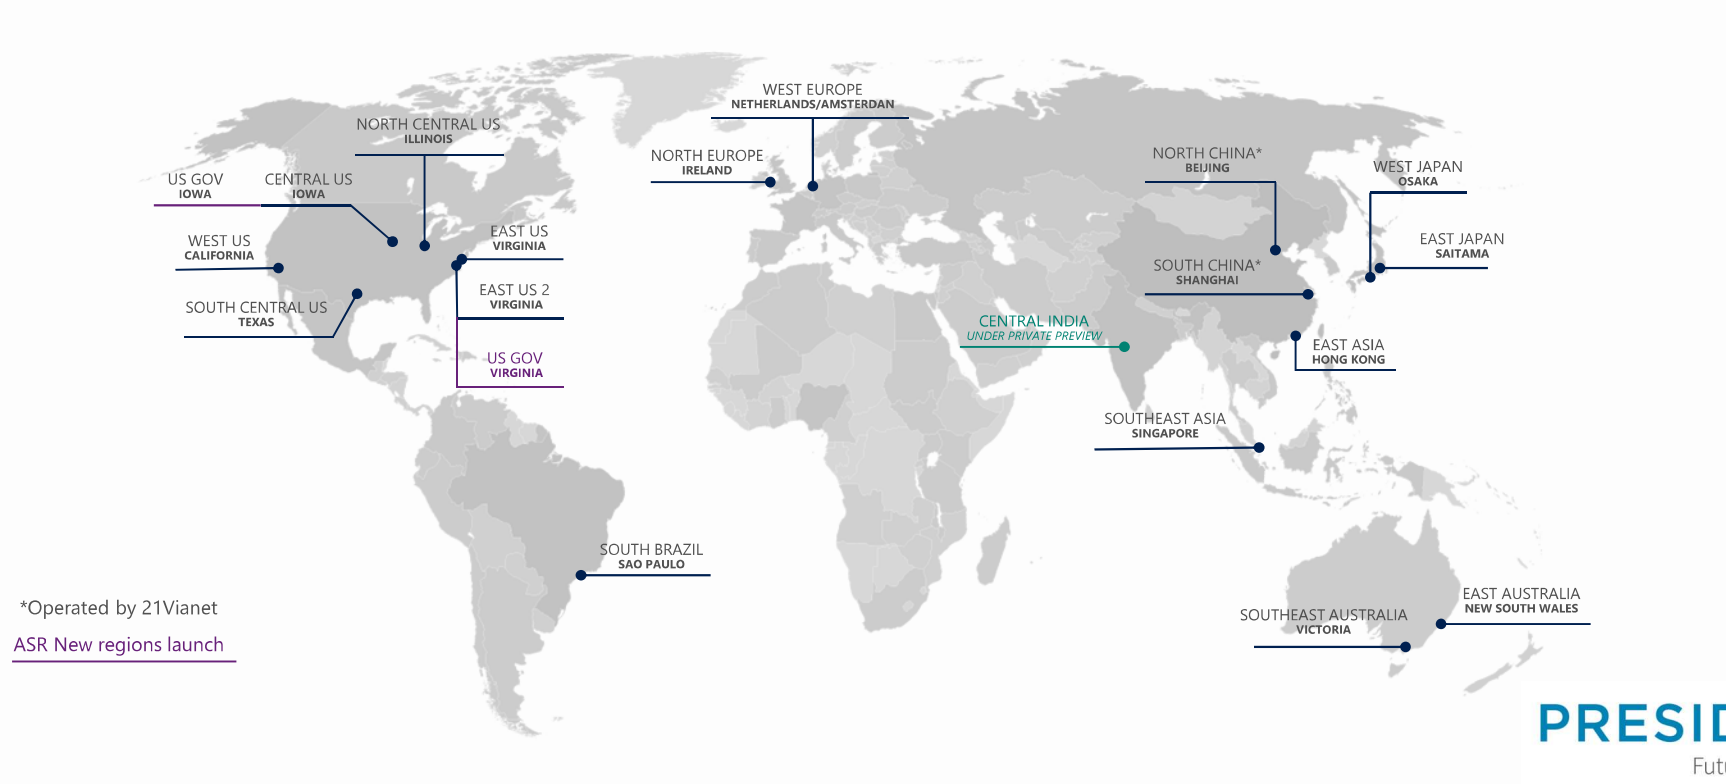 WEST EUROPE
NETHERLANDS/AMSTERDAN
NORTH CENTRAL US
ILLINOIS
NORTH EUROPE
IRELAND
NORTH CHINA*
BEIJING
WEST JAPAN
OSAKA
US GOV
IOWA
CENTRAL US
IOWA
WEST US
CALIFORNIA
EAST US
VIRGINIA
EAST JAPAN
SAITAMA
SOUTH CHINA*
SHANGHAI
EAST US 2
VIRGINIA
SOUTH CENTRAL US
TEXAS
CENTRAL INDIA
UNDER PRIVATE PREVIEW
EAST ASIA
HONG KONG
US GOV
VIRGINIA
SOUTHEAST ASIA
SINGAPORE
SOUTH BRAZIL
SAO PAULO
EAST AUSTRALIA
NEW SOUTH WALES
SOUTHEAST AUSTRALIA
VICTORIA
*Operated by 21Vianet
ASR New regions launch
PRESID
Futu